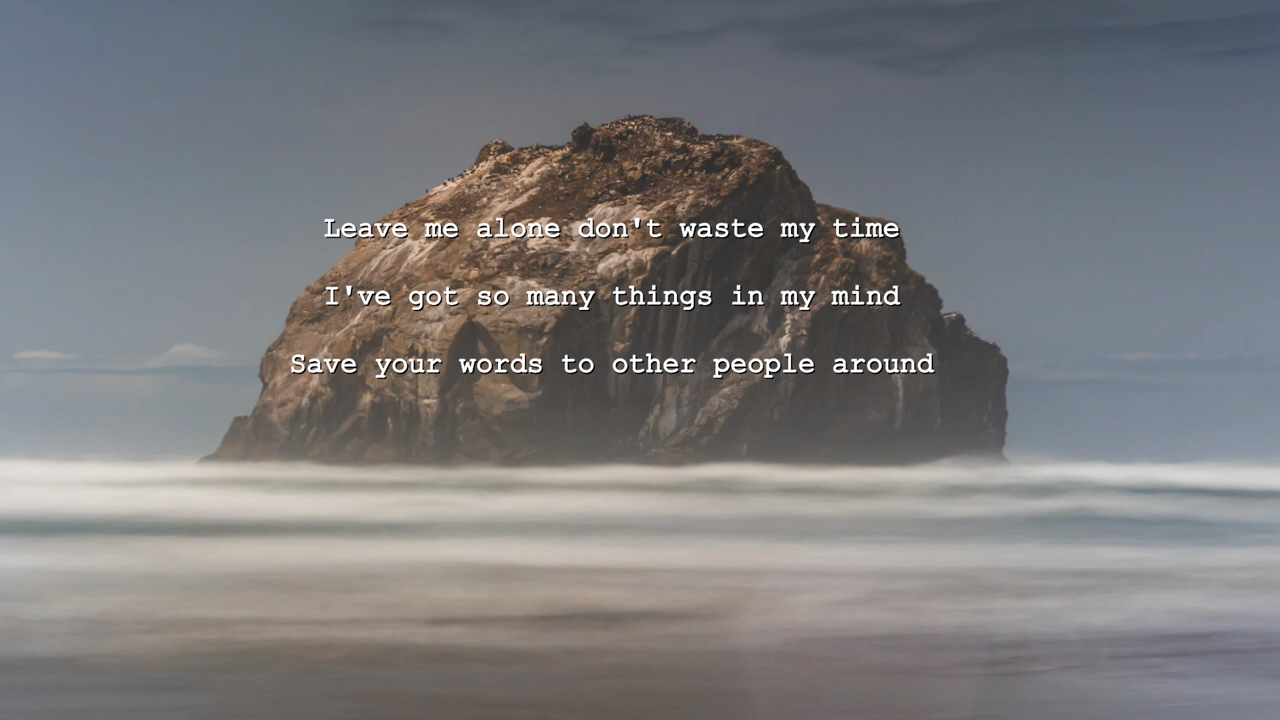 Leave me alone don't waste my time
I've got so many things in my mind
Save your words to other people around